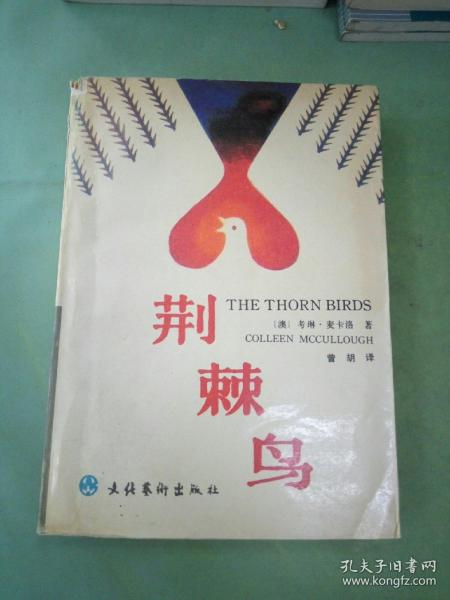 THE THORN BIRDS
〔澳〕考琳·麦卡洛 著
COLLEEN MCCULLOUGH
曾胡 译
荆棘鸟
文化艺术出版社
孔夫子旧书网
www.kongfz.com